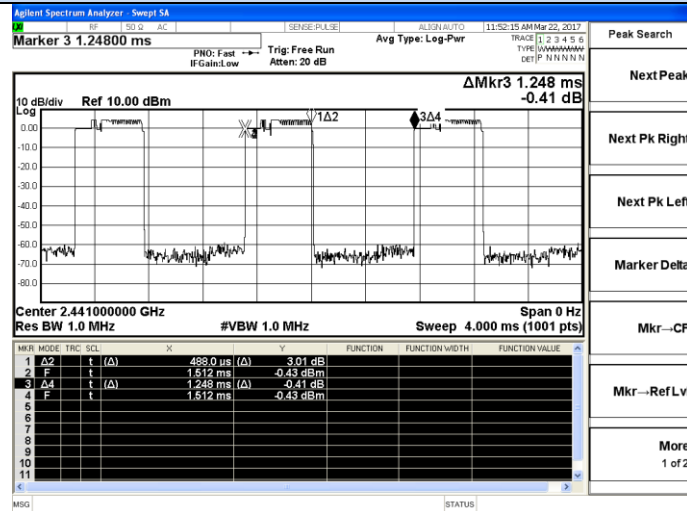 Agilent Spectrum Analyzer - Swept SA
RF 50 Ω AC SENSE:PULSE ALIGN AUTO 11:52:15 AM Mar 22, 2017
Marker 3 1.24800 ms
PNO: Fast
IFGain:Low
Trig: Free Run
Atten: 20 dB
Avg Type: Log-Pwr
TRACE 1 2 3 4 5 6
TYPE
DET P N N N N N
Peak Search
Next Peak
Next Pk Right
Next Pk Left
Marker Delta
Mkr→CF
Mkr→Ref Lvl
More
1 of 2
ΔMkr3 1.248 ms
-0.41 dB
10 dB/div Ref 10.00 dBm
Log
0.00
-10.0
-20.0
-30.0
-40.0
-50.0
-60.0
-70.0
-80.0
1Δ2
3Δ4
Center 2.441000000 GHz Span 0 Hz
Res BW 1.0 MHz #VBW 1.0 MHz Sweep 4.000 ms (1001 pts)
MKR MODE TRC SCL X Y FUNCTION FUNCTION WIDTH FUNCTION VALUE
1 Δ2 t (Δ) 488.0 µs (Δ) 3.01 dB
2 F t 1.512 ms -0.43 dBm
3 Δ4 t (Δ) 1.248 ms (Δ) -0.41 dB
4 F t 1.512 ms -0.43 dBm
5
6
7
8
9
10
11
MSG STATUS